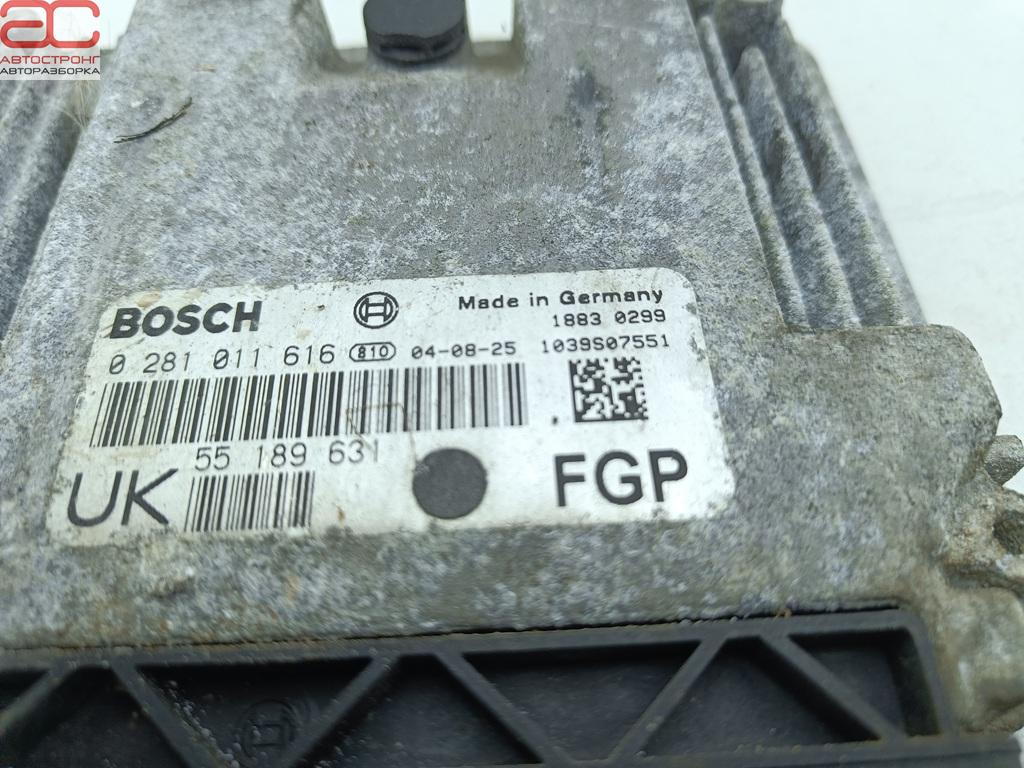 AC
АВТОСТРОНГ
АВТОРАЗБОРКА
BOSCH
Made in Germany
1883 0299
0 281 011 616 810 04-08-25 1039S07551
55 189 631
UK
FGP